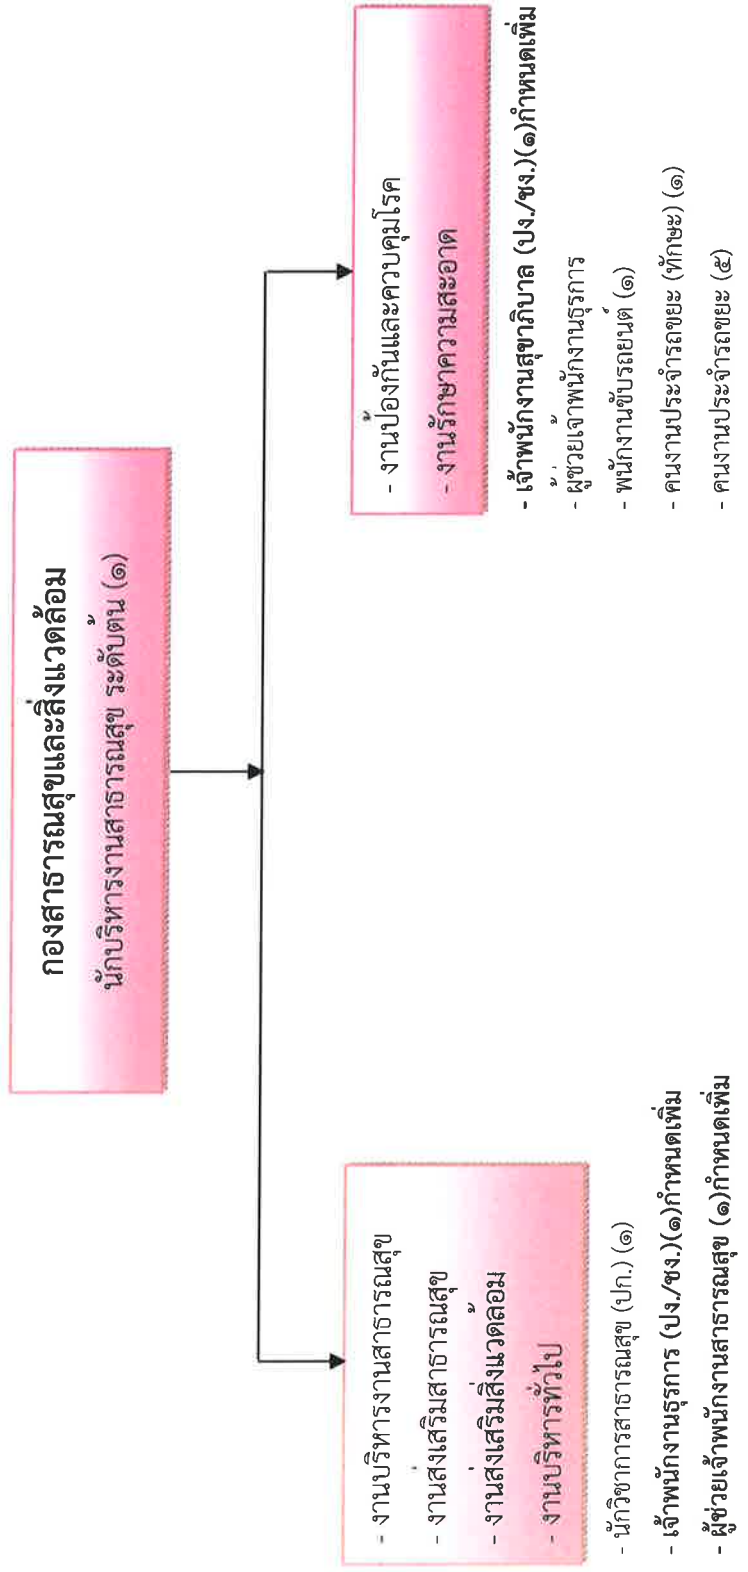 กองสาธารณสุขและสิ่งแวดล้อม
นักบริหารงานสาธารณสุข ระดับต้น (๑)
- งานบริหารงานสาธารณสุข
- งานส่งเสริมสาธารณสุข
- งานส่งเสริมสิ่งแวดล้อม
- งานบริหารทั่วไป
- นักวิชาการสาธารณสุข (ปก.) (๑)
- เจ้าพนักงานธุรการ (ปง./ชง.)(๑)กำหนดเพิ่ม
- ผู้ช่วยเจ้าพนักงานสาธารณสุข (๑)กำหนดเพิ่ม
- งานป้องกันและควบคุมโรค
- งานรักษาความสะอาด
- เจ้าพนักงานสุขาภิบาล (ปง./ชง.)(๑)กำหนดเพิ่ม
- ผู้ช่วยเจ้าพนักงานธุรการ
- พนักงานขับรถยนต์ (๑)
- คนงานประจำรถขยะ (ทักษะ) (๑)
- คนงานประจำรถขยะ (๕)